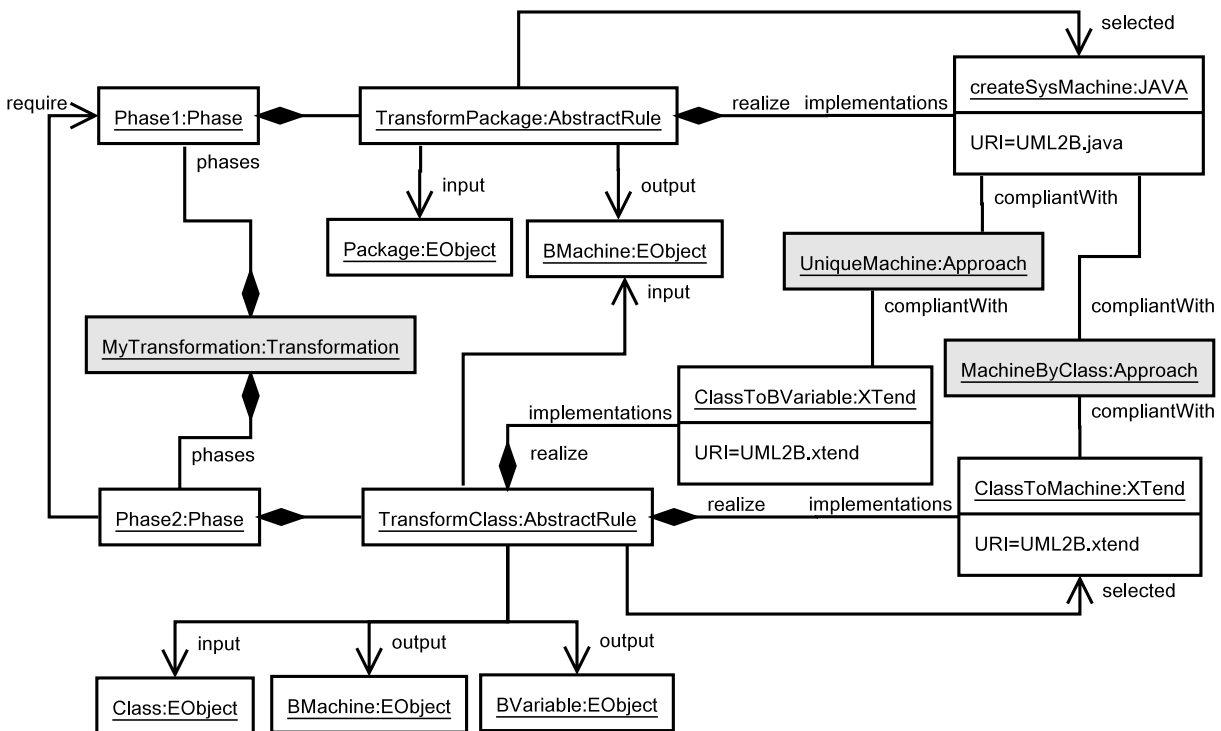 selected
require
Phase1:Phase
TransformPackage:AbstractRule
realize
implementations
createSysMachine:JAVA
URI=UML2B.java
phases
input
output
compliantWith
Package:EObject
BMachine:EObject
UniqueMachine:Approach
input
compliantWith
compliantWith
MyTransformation:Transformation
MachineByClass:Approach
ClassToBVariable:XTend
implementations
compliantWith
URI=UML2B.xtend
realize
phases
ClassToMachine:XTend
Phase2:Phase
TransformClass:AbstractRule
realize
implementations
URI=UML2B.xtend
selected
input
output
output
Class:EObject
BMachine:EObject
BVariable:EObject